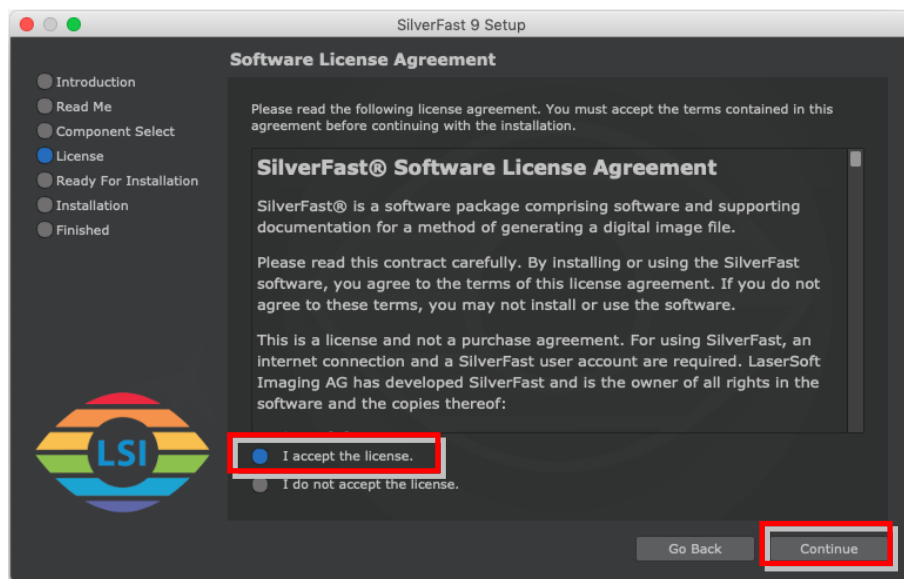 SilverFast 9 Setup
Software License Agreement
Introduction
Read Me
Component Select
License
Ready For Installation
Installation
Finished
Please read the following license agreement. You must accept the terms contained in this
agreement before continuing with the installation.
SilverFast® Software License Agreement
SilverFast® is a software package comprising software and supporting
documentation for a method of generating a digital image file.
Please read this contract carefully. By installing or using the SilverFast
software, you agree to the terms of this license agreement. If you do not
agree to these terms, you may not install or use the software.
This is a license and not a purchase agreement. For using SilverFast, an
internet connection and a SilverFast user account are required. LaserSoft
Imaging AG has developed SilverFast and is the owner of all rights in the
software and the copies thereof:
LSI
I accept the license.
I do not accept the license.
Go Back
Continue